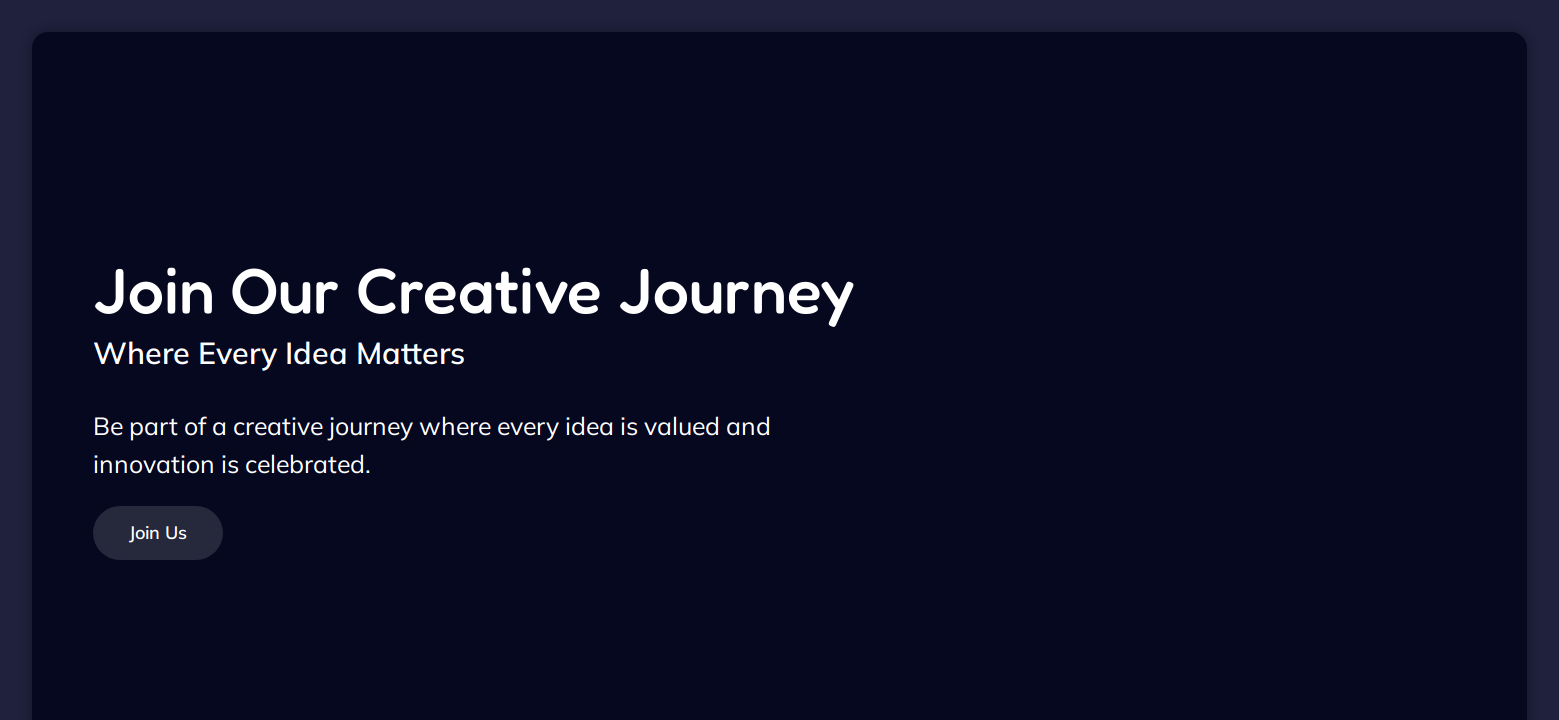 Join Our Creative Journey
Where Every Idea Matters
Be part of a creative journey where every idea is valued and
innovation is celebrated.
Join Us